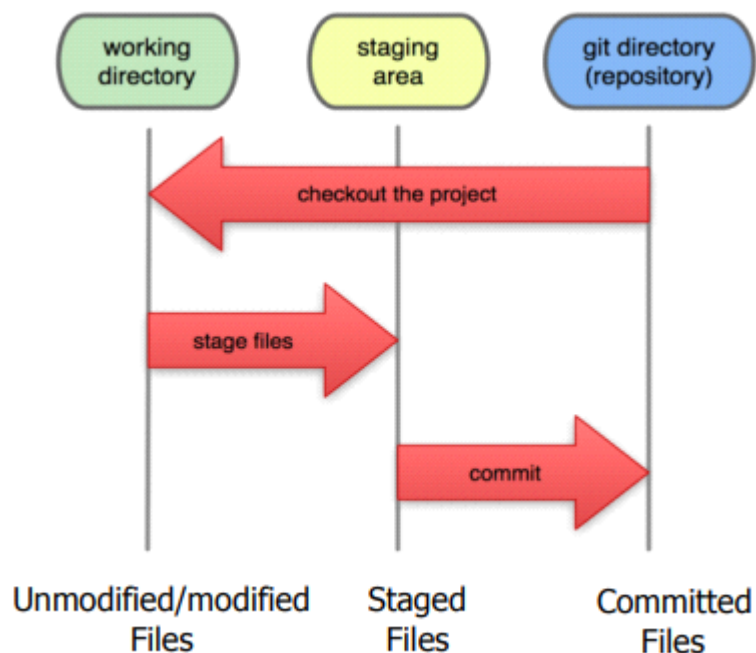 working
directory
staging
area
git directory
(repository)
checkout the project
stage files
commit
Unmodified/modified
Files
Staged
Files
Committed
Files